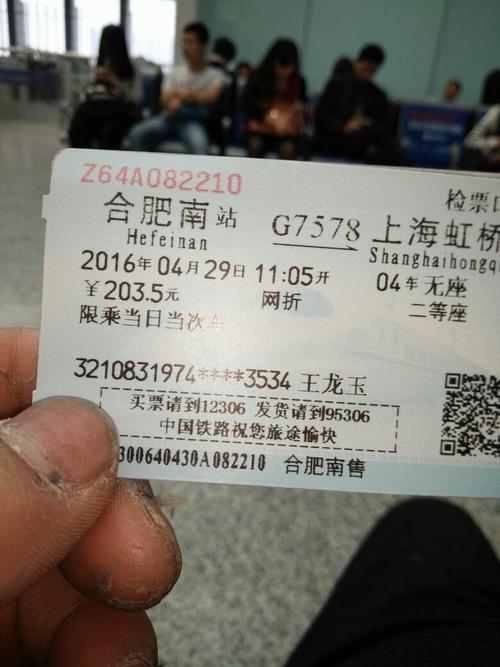 Z64A082210
检票口
合肥南站 G7578 上海虹桥
Hefeinan Shanghaihongq
2016年04月29日 11:05开 04车无座
￥203.5元 网折 二等座
限乘当日当次车
3210831974****3534 王龙玉
买票请到12306 发货请到95306
中国铁路祝您旅途愉快
300640430A082210 合肥南售